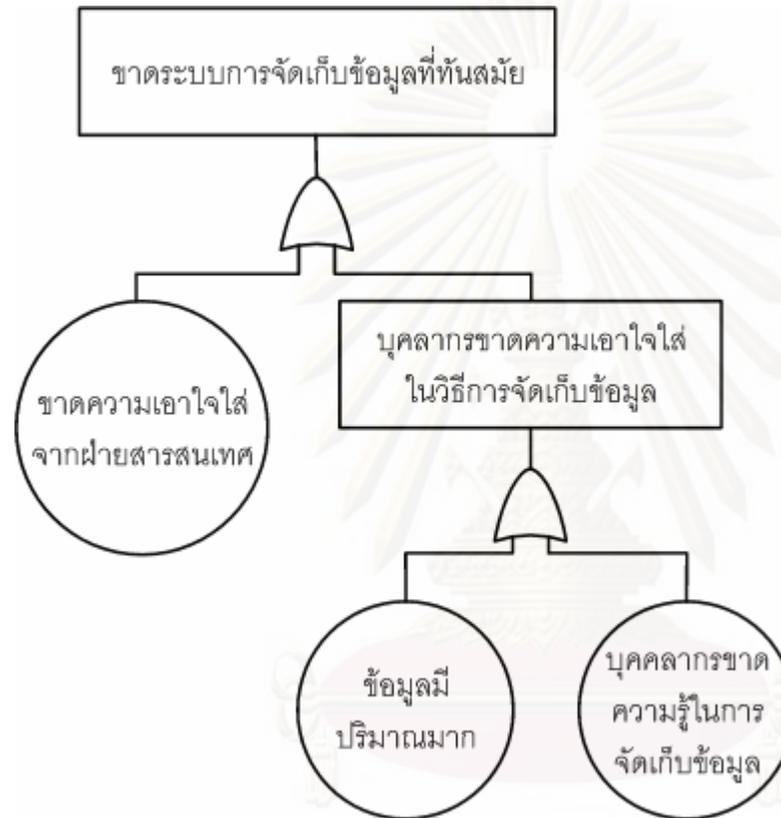 ขาดระบบการจัดเก็บข้อมูลที่ทันสมัย
ขาดความเอาใจใส่
จากฝ่ายสารสนเทศ
บุคลากรขาดความเอาใจใส่
ในวิธีการจัดเก็บข้อมูล
ข้อมูลมี
ปริมาณมาก
บุคคลากรขาด
ความรู้ในการ
จัดเก็บข้อมูล